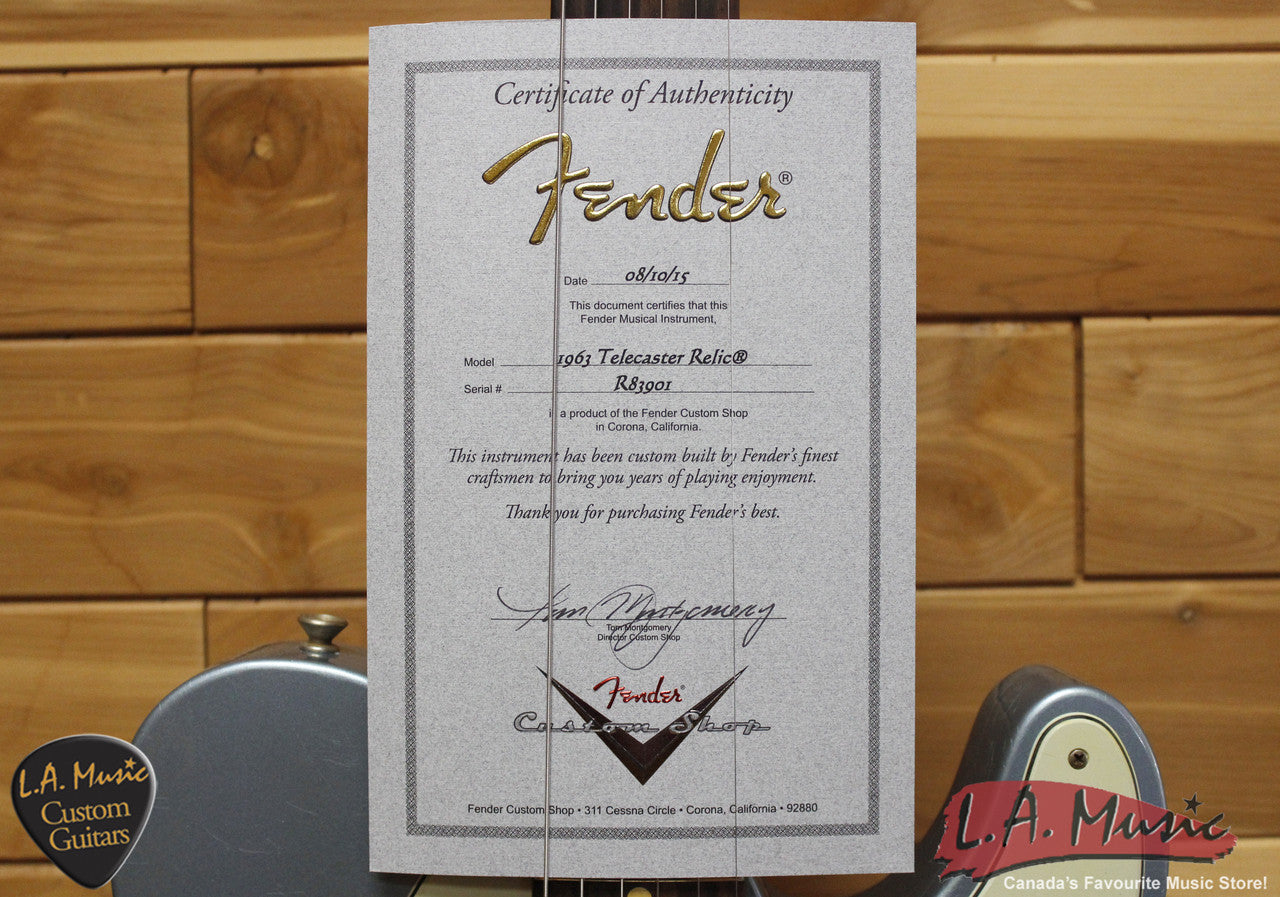 Certificate of Authenticity
Fender®
Date 08/10/15
This document certifies that this
Fender Musical Instrument,
Model 1963 Telecaster Relic®
Serial # R83901
is a product of the Fender Custom Shop
in Corona, California.
This instrument has been custom built by Fender's finest
craftsmen to bring you years of playing enjoyment.
Thank you for purchasing Fender's best.
Tom Montgomery
Tom Montgomery
Director Custom Shop
Fender®
Custom Shop
Fender Custom Shop • 311 Cessna Circle • Corona, California • 92880
L.A. Music
Custom
Guitars
L.A. Music
Canada's Favourite Music Store!